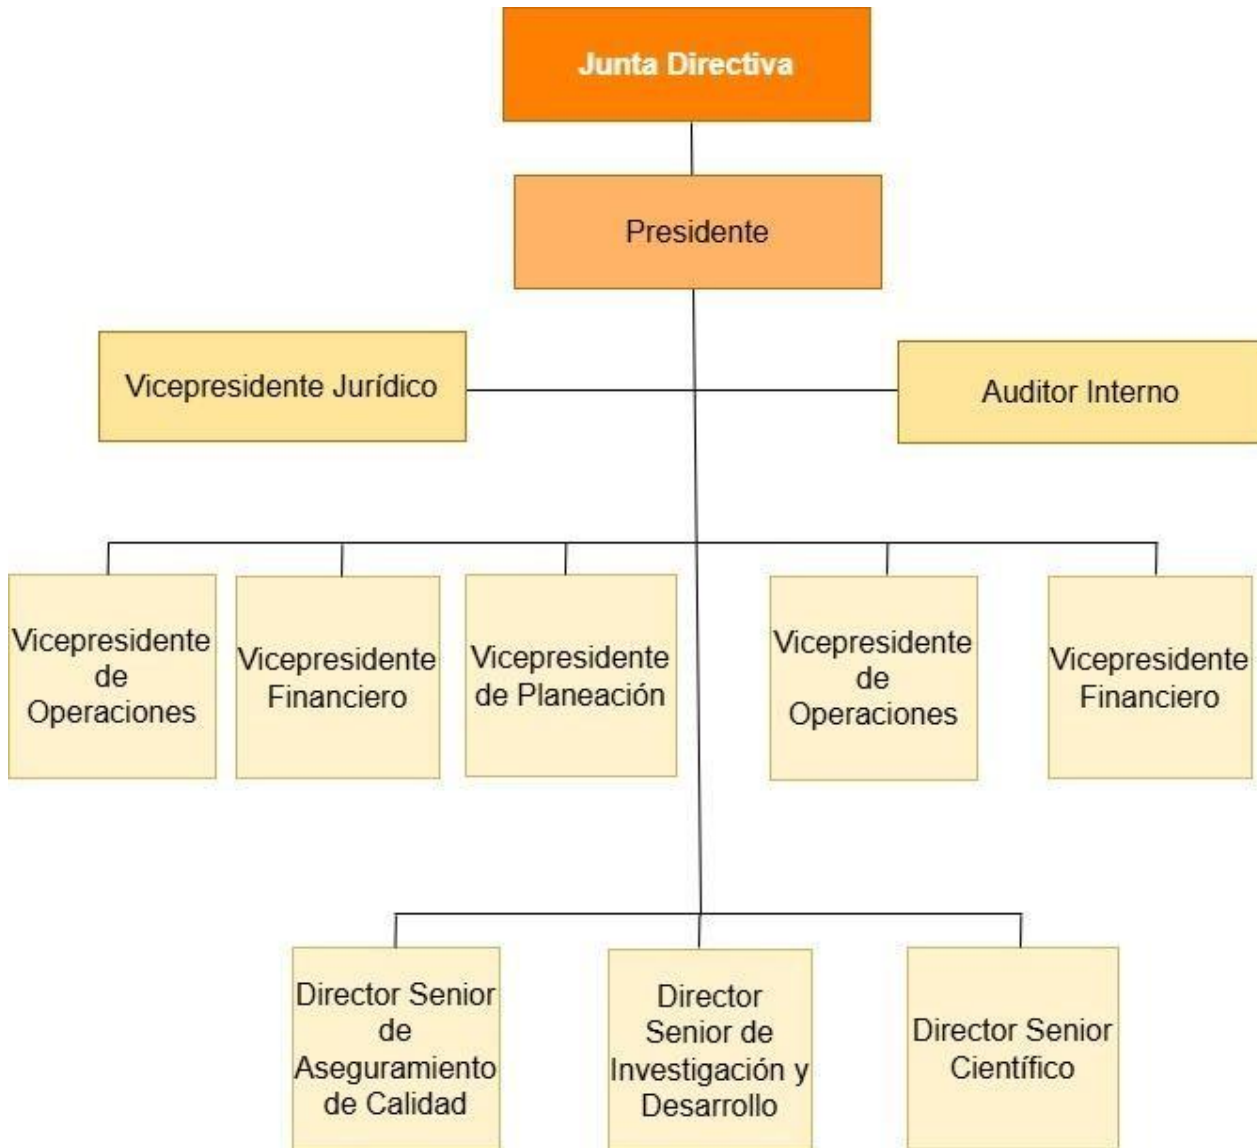 Junta Directiva
Presidente
Vicepresidente Jurídico
Auditor Interno
Vicepresidente
de
Operaciones
Vicepresidente
Financiero
Vicepresidente
de Planeación
Vicepresidente
de
Operaciones
Vicepresidente
Financiero
Director Senior
de
Aseguramiento
de Calidad
Director
Senior de
Investigación y
Desarrollo
Director Senior
Científico